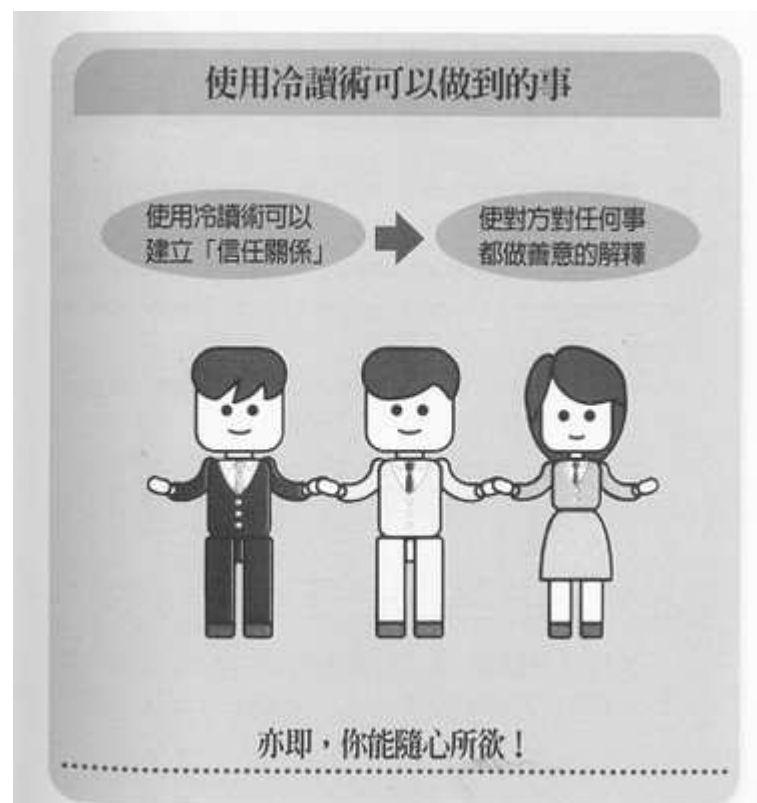 使用冷讀術可以做到的事
使用冷讀術可以
建立「信任關係」
使對方對任何事
都做善意的解釋
亦即，你能隨心所欲！